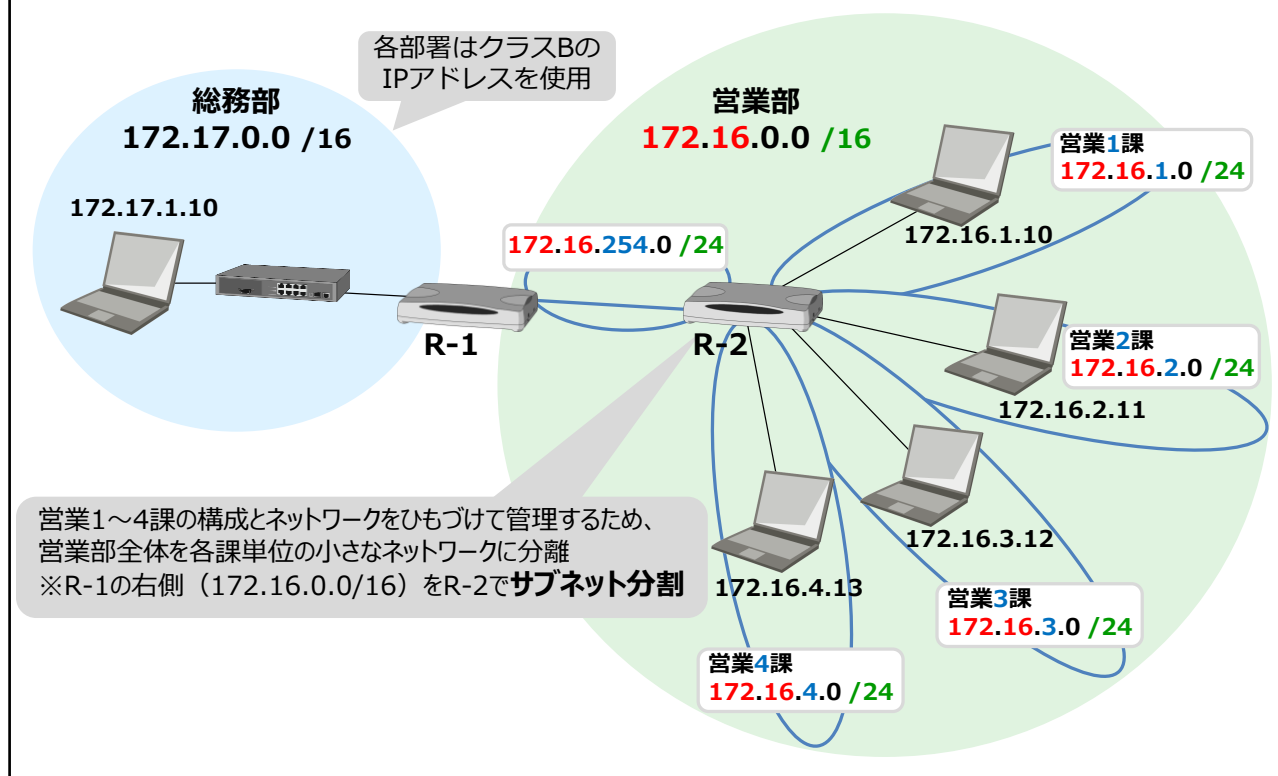 各部署はクラスBの
IPアドレスを使用
総務部
172.17.0.0 /16
営業部
172.16.0.0 /16
営業1課
172.16.1.0 /24
172.17.1.10
172.16.1.10
172.16.254.0 /24
R-1
R-2
営業2課
172.16.2.0 /24
172.16.2.11
営業1～4課の構成とネットワークをひもづけて管理するため、
営業部全体を各課単位の小さなネットワークに分離
※R-1の右側（172.16.0.0/16）をR-2でサブネット分割
172.16.3.12
172.16.4.13
営業3課
172.16.3.0 /24
営業4課
172.16.4.0 /24